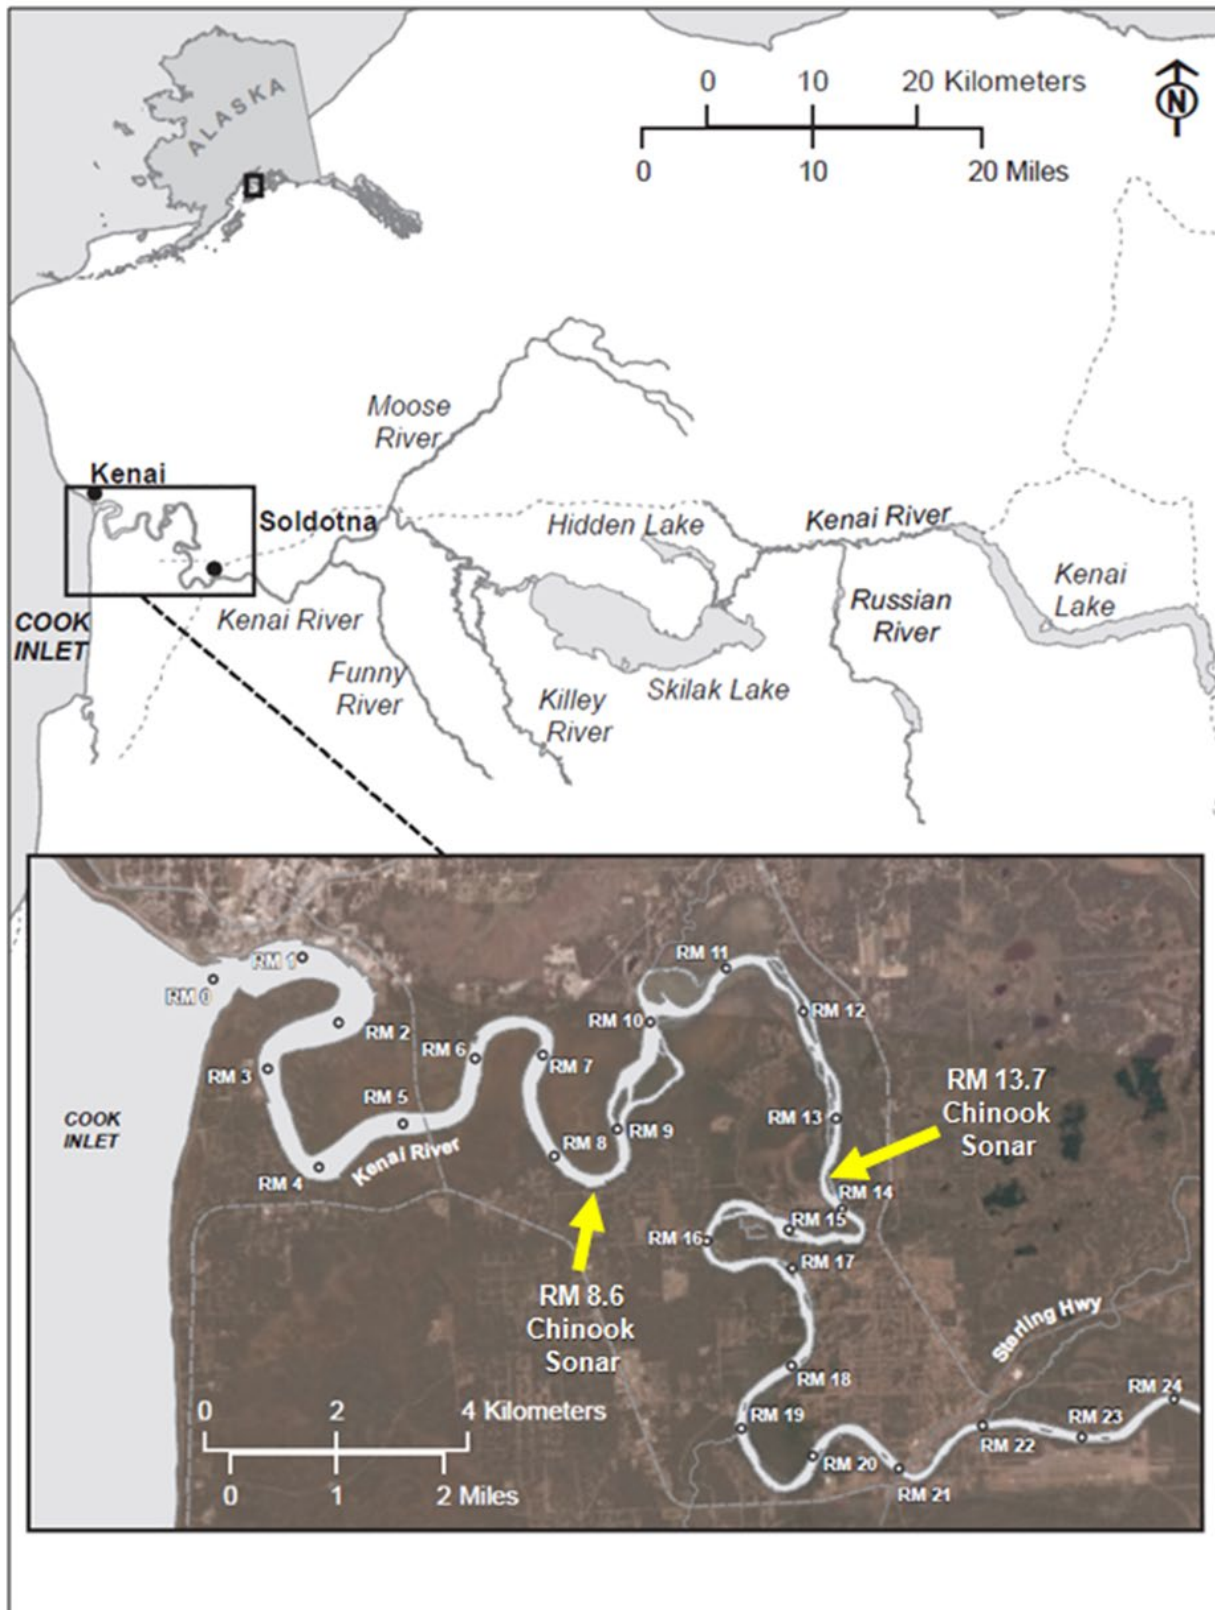 ALASKA
0 10 20 Kilometers
0 10 20 Miles
N
Moose
River
Kenai
Soldotna
Hidden Lake
Kenai River
Kenai
Lake
Russian
River
COOK
INLET
Kenai River
Funny
River
Killey
River
Skilak Lake
RM 0
RM 1
RM 2
RM 3
RM 4
RM 5
RM 6
RM 7
RM 8
RM 9
RM 10
RM 11
RM 12
RM 13
RM 14
RM 15
RM 16
RM 17
RM 18
RM 19
RM 20
RM 21
RM 22
RM 23
RM 24
Kenai River
COOK
INLET
RM 13.7
Chinook
Sonar
RM 8.6
Chinook
Sonar
Starling Hwy
0 2 4 Kilometers
0 1 2 Miles